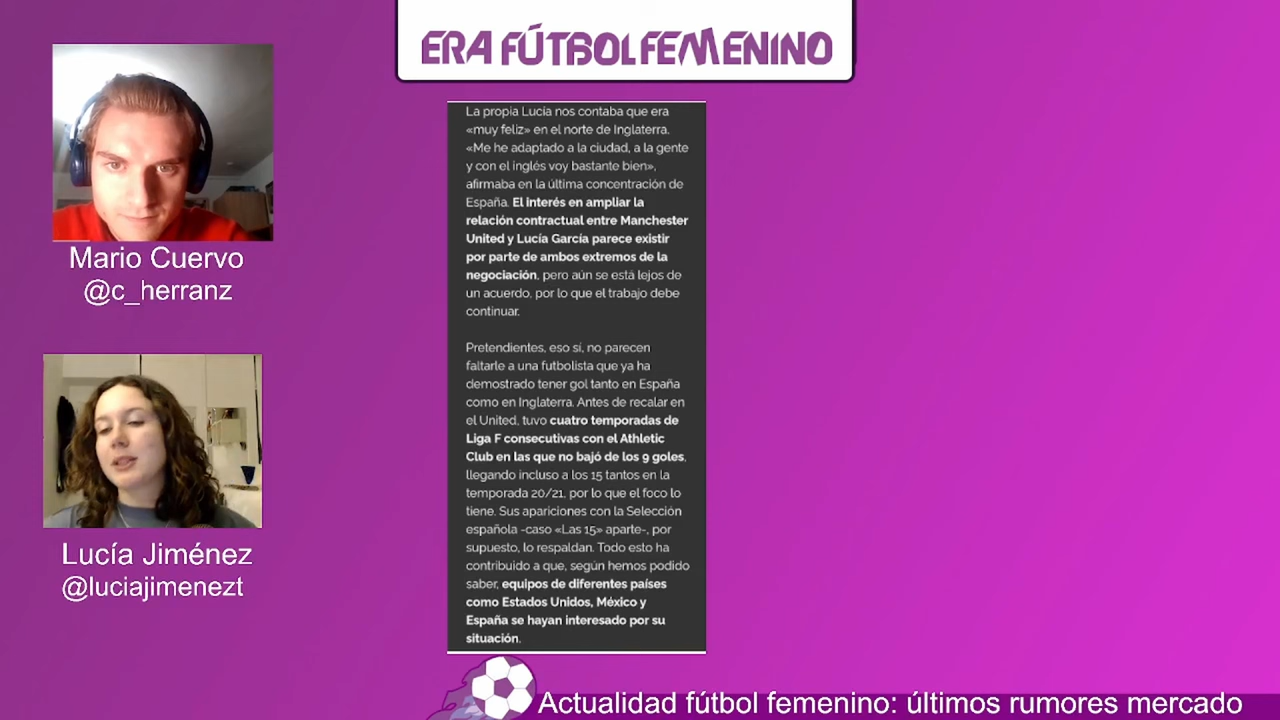 ERA FÚTBOL FEMENINO
Mario Cuervo
@c_herranz
Lucía Jiménez
@luciajimenezt
La propia Lucía nos contaba que era
«muy feliz» en el norte de Inglaterra.
«Me he adaptado a la ciudad, a la gente
y con el inglés voy bastante bien»,
afirmaba en la última concentración de
España. El interés en ampliar la
relación contractual entre Manchester
United y Lucía García parece existir
por parte de ambos extremos de la
negociación, pero aún se está lejos de
un acuerdo, por lo que el trabajo debe
continuar.
Pretendientes, eso sí, no parecen
faltarle a una futbolista que ya ha
demostrado tener gol tanto en España
como en Inglaterra. Antes de recalar en
el United, tuvo cuatro temporadas de
Liga F consecutivas con el Athletic
Club en las que no bajó de los 9 goles,
llegando incluso a los 15 tantos en la
temporada 20/21, por lo que el foco lo
tiene. Sus apariciones con la Selección
española -caso «Las 15» aparte-, por
supuesto, lo respaldan. Todo esto ha
contribuido a que, según hemos podido
saber, equipos de diferentes países
como Estados Unidos, México y
España se hayan interesado por su
situación.
Actualidad fútbol femenino: últimos rumores mercado